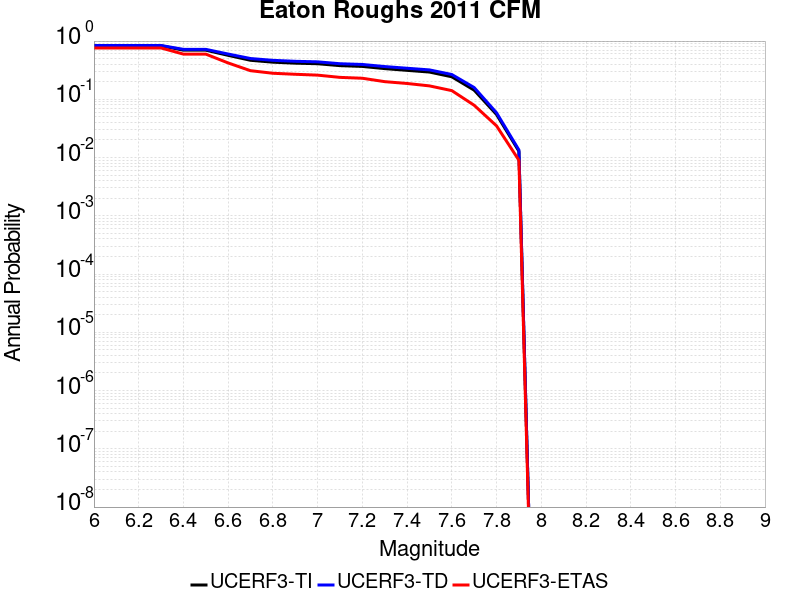 Eaton Roughs 2011 CFM
10^0
10^-1
10^-2
10^-3
10^-4
10^-5
10^-6
10^-7
10^-8
Annual Probability
6 6.2 6.4 6.6 6.8 7 7.2 7.4 7.6 7.8 8 8.2 8.4 8.6 8.8 9
Magnitude
UCERF3-TI UCERF3-TD UCERF3-ETAS